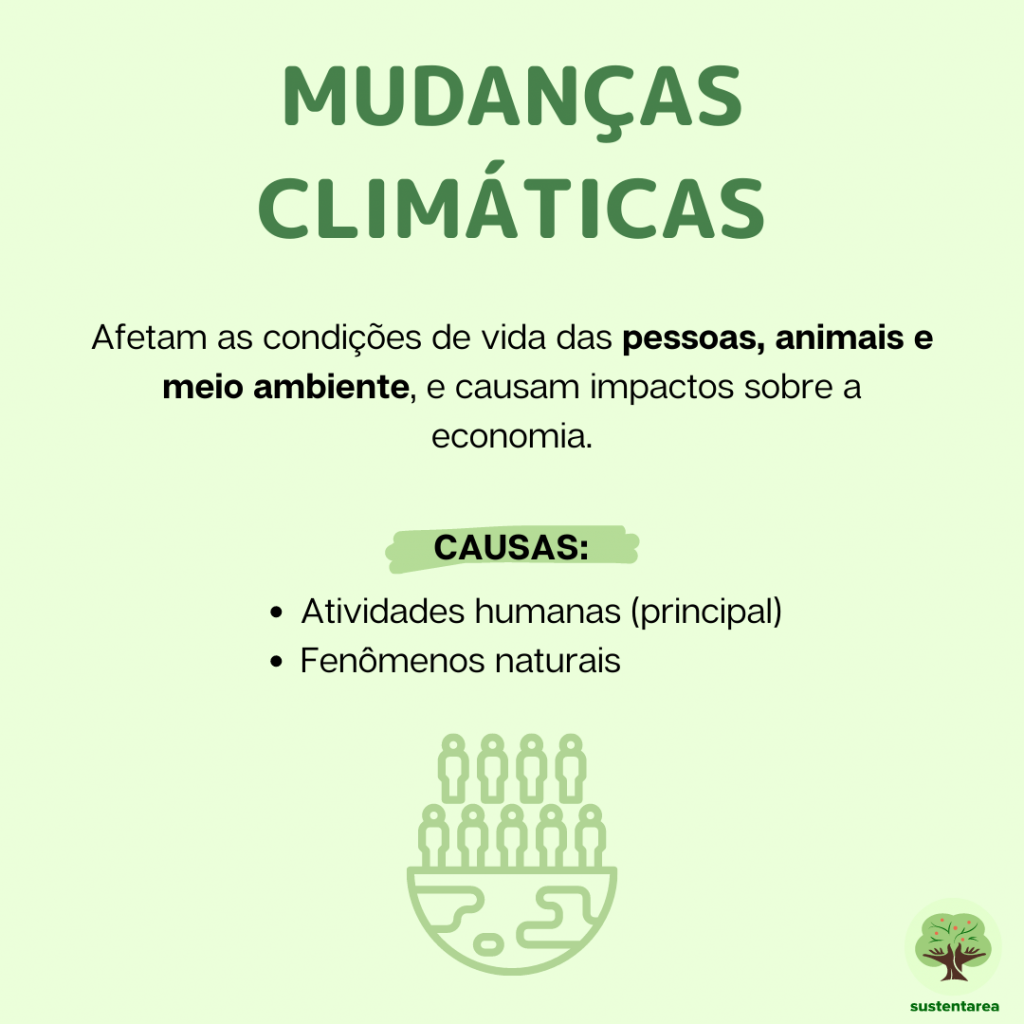 MUDANÇAS
CLIMÁTICAS
Afetam as condições de vida das pessoas, animais e
meio ambiente, e causam impactos sobre a
economia.
CAUSAS:
• Atividades humanas (principal)
• Fenômenos naturais
sustentarea